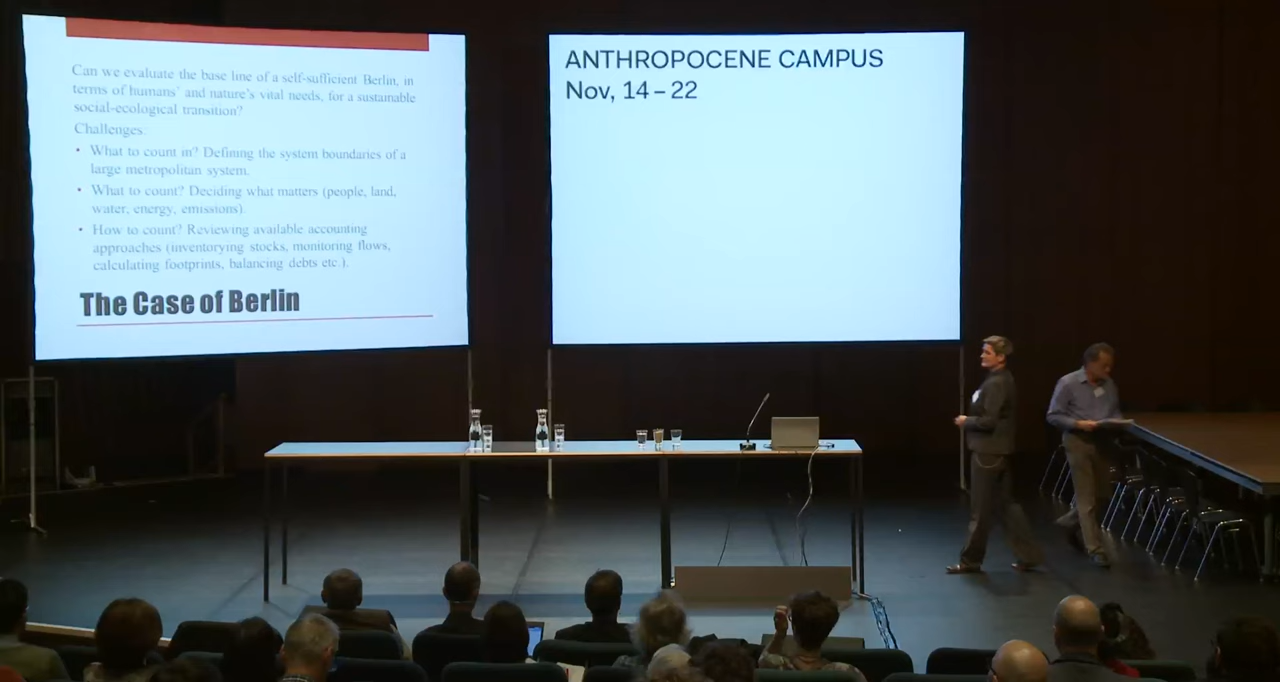 Can we evaluate the base line of a self-sufficient Berlin, in
terms of humans' and nature's vital needs, for a sustainable
social-ecological transition?
Challenges:
• What to count in? Defining the system boundaries of a
large metropolitan system.
• What to count? Deciding what matters (people, land,
water, energy, emissions).
• How to count? Reviewing available accounting
approaches (inventorying stocks, monitoring flows,
calculating footprints, balancing debts etc.).
The Case of Berlin
ANTHROPOCENE CAMPUS
Nov, 14 – 22